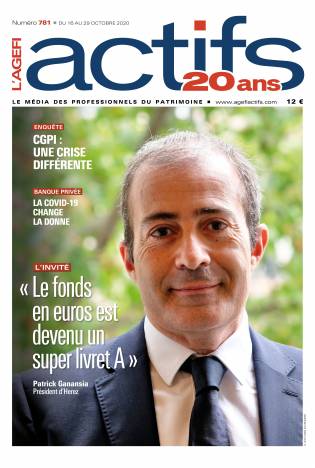 Numéro 781 ■ DU 16 AU 29 OCTOBRE 2020
L'AGEFI
actifs
20 ans
LE MÉDIA DES PROFESSIONNELS DU PATRIMOINE ■ www.agefiactifs.com
12 €
ENQUÊTE
CGPI :
UNE CRISE
DIFFÉRENTE
BANQUE PRIVÉE
LA COVID-19
CHANGE
LA DONNE
L'INVITÉ
« Le fonds
en euros est
devenu un
super livret A »
Patrick Ganansia
Président d'Herez